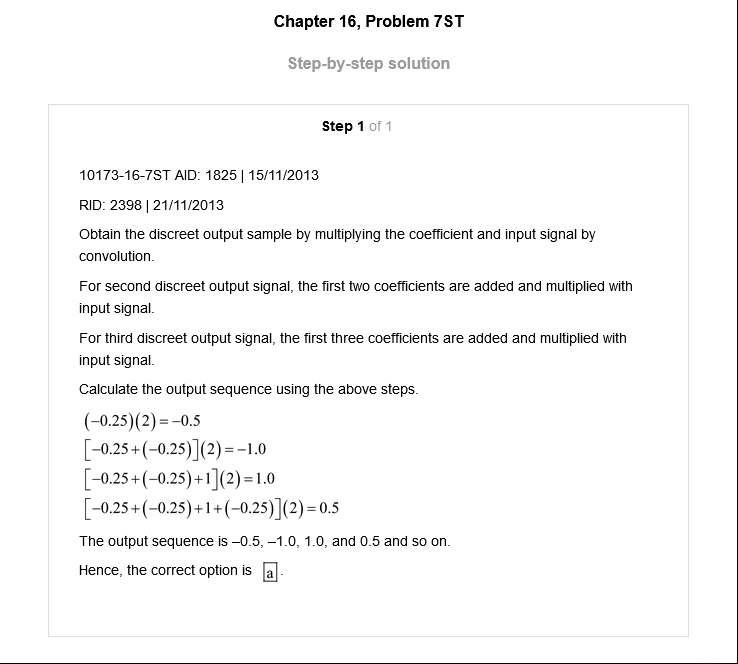 Chapter 16, Problem 7ST
Step-by-step solution
Step 1 of 1
10173-16-7ST AID: 1825 | 15/11/2013
RID: 2398 | 21/11/2013
Obtain the discreet output sample by multiplying the coefficient and input signal by
convolution.
For second discreet output signal, the first two coefficients are added and multiplied with
input signal.
For third discreet output signal, the first three coefficients are added and multiplied with
input signal.
Calculate the output sequence using the above steps.
(−0.25)(2)=−0.5
[−0.25+(−0.25)](2)=−1.0
[−0.25+(−0.25)+1](2)=1.0
[−0.25+(−0.25)+1+(−0.25)](2)=0.5
The output sequence is –0.5, –1.0, 1.0, and 0.5 and so on.
Hence, the correct option is a.